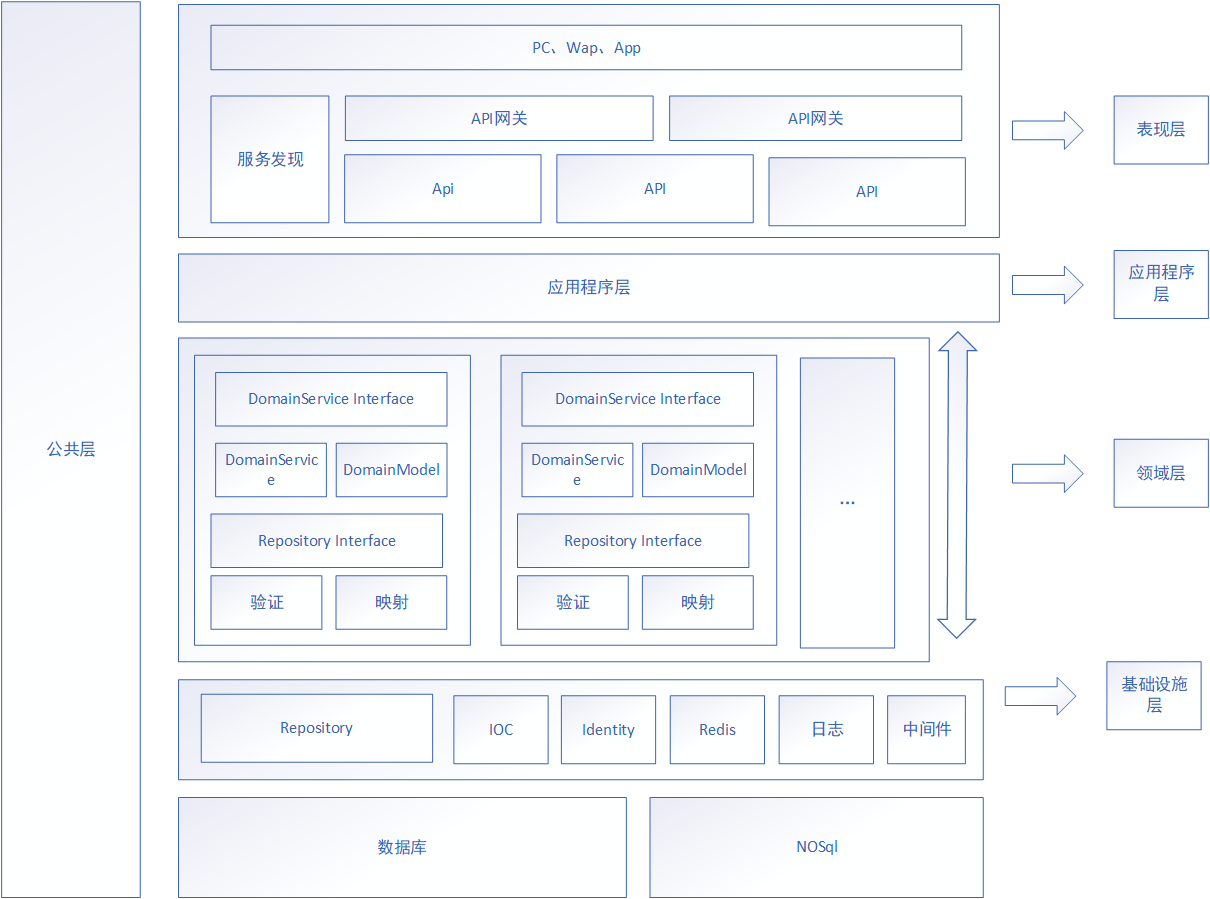 公共层
PC、Wap、App
服务发现
API网关
API网关
Api
API
API
表现层
应用程序层
应用程序
层
DomainService Interface
DomainServic
e
DomainModel
Repository Interface
验证
映射
DomainService Interface
DomainServic
e
DomainModel
Repository Interface
验证
映射
...
领域层
Repository
IOC
Identity
Redis
日志
中间件
基础设施
层
数据库
NOSql